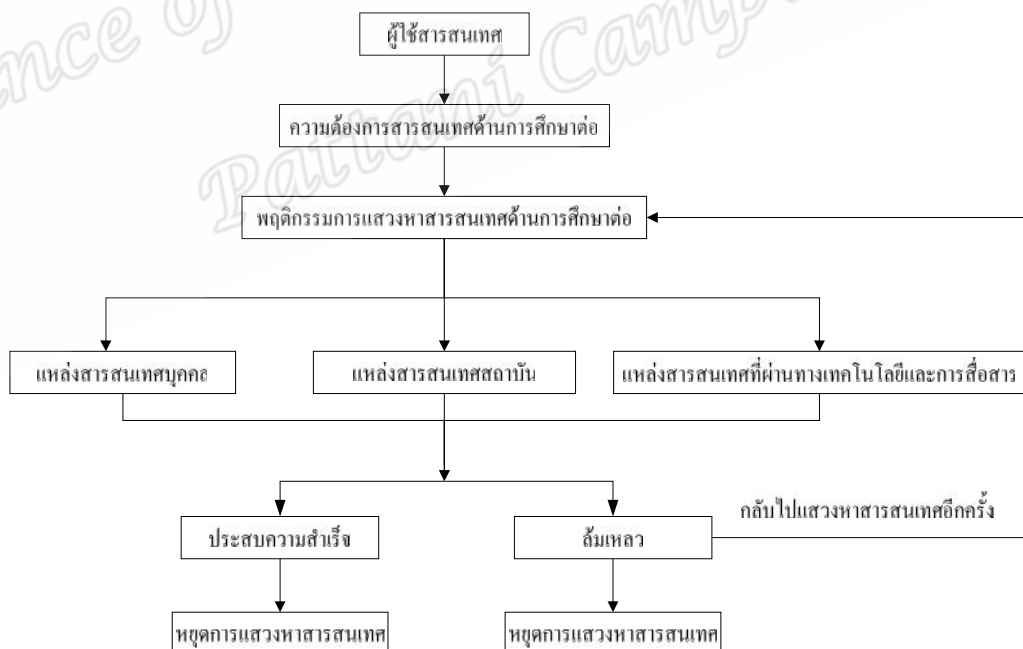 ence of
Pattani Camp
ผู้ใช้สารสนเทศ
ความต้องการสารสนเทศด้านการศึกษาต่อ
พฤติกรรมการแสวงหาสารสนเทศด้านการศึกษาต่อ
แหล่งสารสนเทศบุคคล
แหล่งสารสนเทศสถาบัน
แหล่งสารสนเทศที่ผ่านทางเทคโนโลยีและการสื่อสาร
กลับไปแสวงหาสารสนเทศอีกครั้ง
ประสบความสำเร็จ
ล้มเหลว
หยุดการแสวงหาสารสนเทศ
หยุดการแสวงหาสารสนเทศ